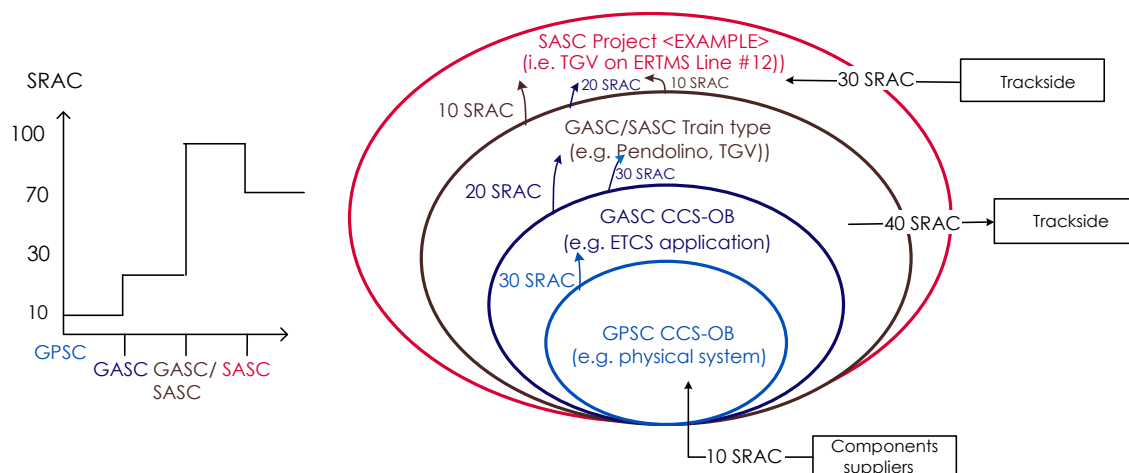 SRAC
100
70
30
10
GPSC
GASC
GASC/
SASC
SASC
SASC Project <EXAMPLE>
(i.e. TGV on ERTMS Line #12))
20 SRAC
10 SRAC
10 SRAC
30 SRAC
Trackside
GASC/SASC Train type
(e.g. Pendolino, TGV))
30 SRAC
20 SRAC
GASC CCS-OB
(e.g. ETCS application)
40 SRAC
Trackside
30 SRAC
GPSC CCS-OB
(e.g. physical system)
10 SRAC
Components
suppliers